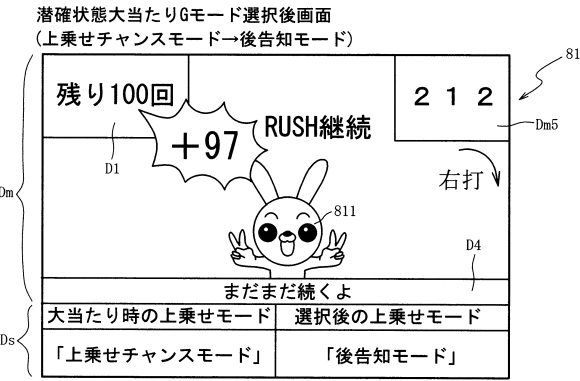 潜確状態大当たりGモード選択後画面
(上乗せチャンスモード→後告知モード)
81
残り100回
+97
RUSH継続
2 1 2
Dm5
D1
右打
Dm
811
D4
まだまだ続くよ
大当たり時の上乗せモード 選択後の上乗せモード
Ds
「上乗せチャンスモード」 「後告知モード」